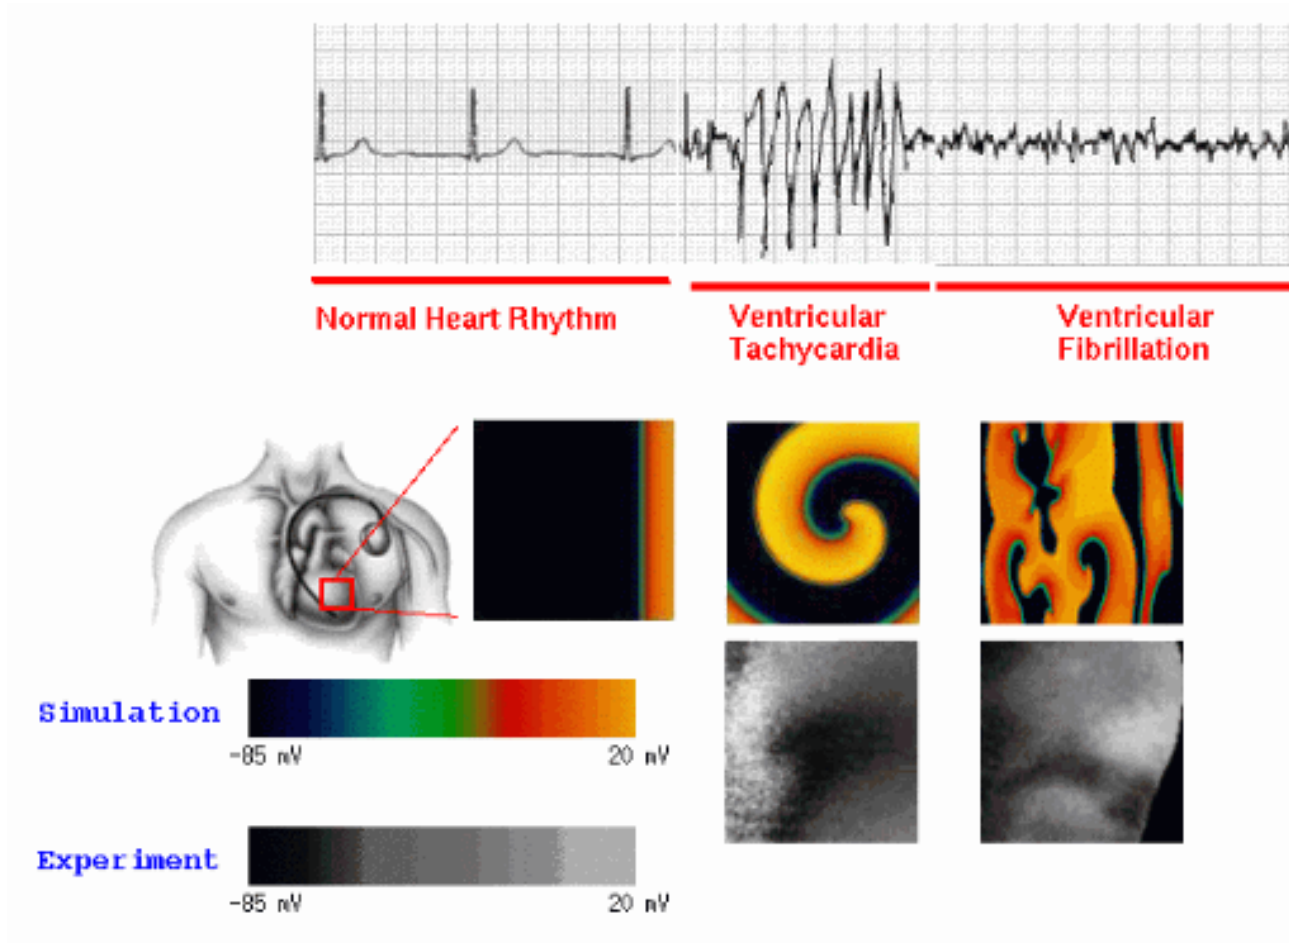 Normal Heart Rhythm
Ventricular
Tachycardia
Ventricular
Fibrillation
Simulation
-85 mV
20 mV
Experiment
-85 mV
20 mV